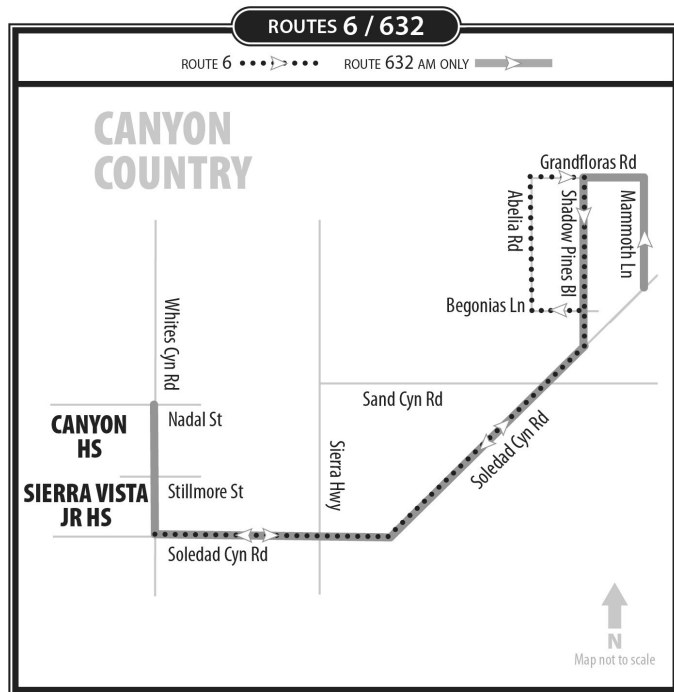 ROUTES 6 / 632
ROUTE 6
ROUTE 632 AM ONLY
CANYON
COUNTRY
Grandfloras Rd
Abelia Rd
Shadow Pines Bl
Mammoth Ln
Begonias Ln
Whites Cyn Rd
Sand Cyn Rd
CANYON
HS
Nadal St
Sierra Hwy
Soledad Cyn Rd
SIERRA VISTA
JR HS
Stillmore St
Soledad Cyn Rd
N
Map not to scale